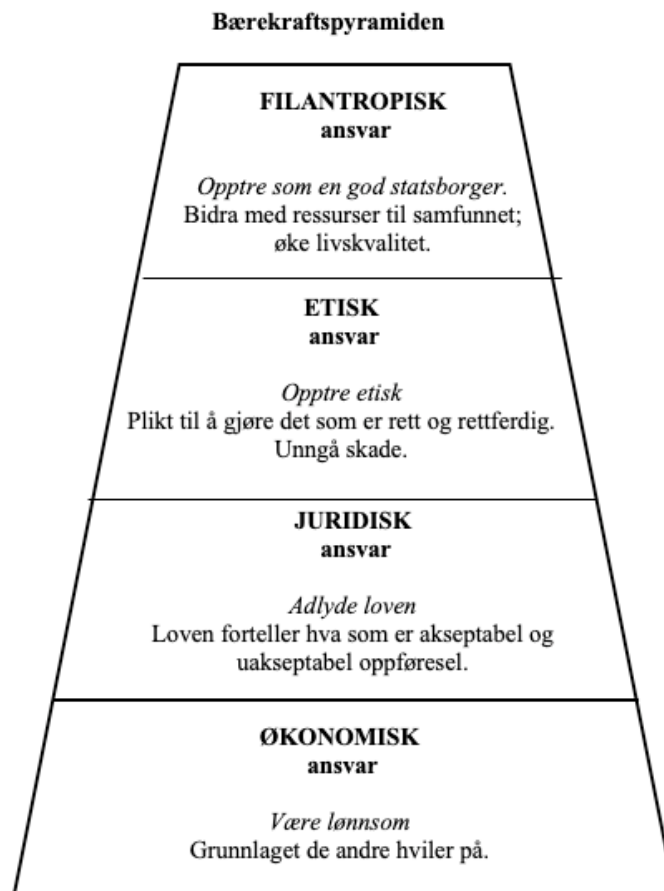 Bærekraftspyramiden
FILANTROPISK
ansvar
Opptre som en god statsborger.
Bidra med ressurser til samfunnet;
øke livskvalitet.
ETISK
ansvar
Opptre etisk
Plikt til å gjøre det som er rett og rettferdig.
Unngå skade.
JURIDISK
ansvar
Adlyde loven
Loven forteller hva som er akseptabel og
uakseptabel oppføresel.
ØKONOMISK
ansvar
Være lønnsom
Grunnlaget de andre hviler på.